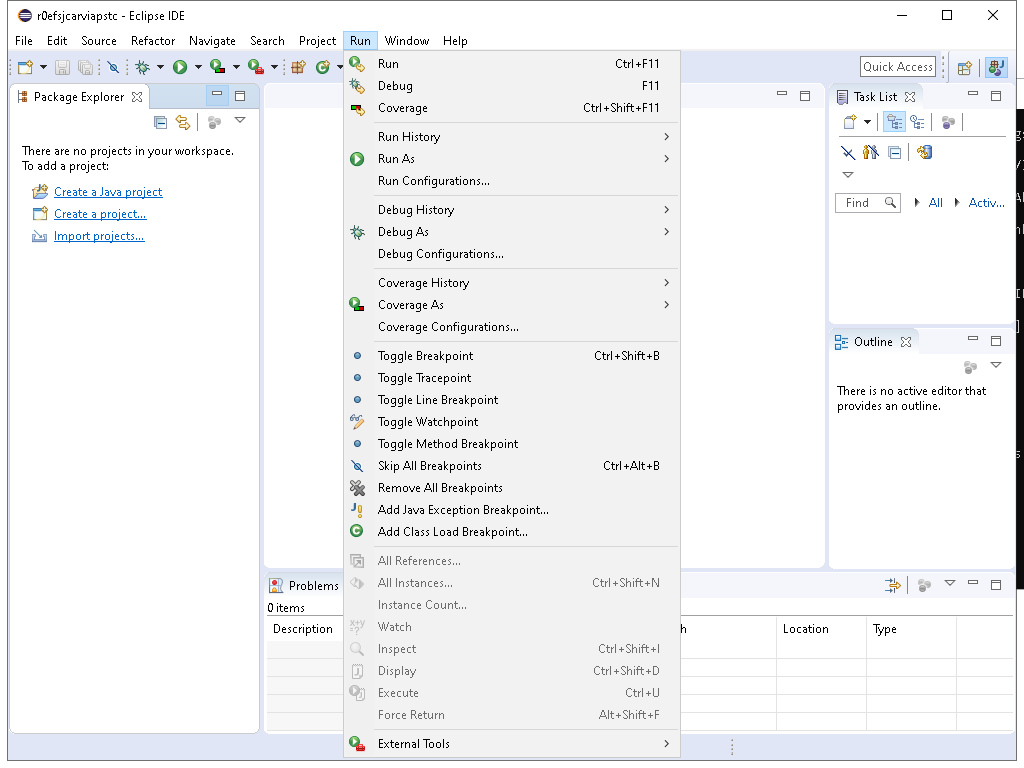 r0efsjcarviapstc - Eclipse IDE
File Edit Source Refactor Navigate Search Project Run Window Help
Quick Access
Package Explorer
There are no projects in your workspace.
To add a project:
Create a Java project
Create a project...
Import projects...
Run Ctrl+F11
Debug F11
Coverage Ctrl+Shift+F11
Run History
Run As
Run Configurations...
Debug History
Debug As
Debug Configurations...
Coverage History
Coverage As
Coverage Configurations...
Toggle Breakpoint Ctrl+Shift+B
Toggle Tracepoint
Toggle Line Breakpoint
Toggle Watchpoint
Toggle Method Breakpoint
Skip All Breakpoints Ctrl+Alt+B
Remove All Breakpoints
Add Java Exception Breakpoint...
Add Class Load Breakpoint...
All References...
All Instances... Ctrl+Shift+N
Instance Count...
Watch
Inspect Ctrl+Shift+I
Display Ctrl+Shift+D
Execute Ctrl+U
Force Return Alt+Shift+F
External Tools
Task List
Find All Activ...
Outline
There is no active editor that
provides an outline.
Problems
0 items
Description h Location Type